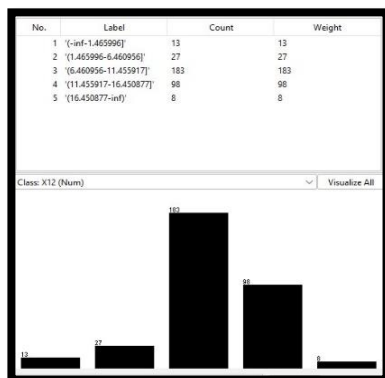 No. Label Count Weight
1 '(-inf-1.465996]' 13 13
2 '(1.465996-6.460956]' 27 27
3 '(6.460956-11.455917]' 183 183
4 '(11.455917-16.450877]' 98 98
5 '(16.450877-inf)' 8 8
Class: X12 (Num) Visualize All
183
98
27
13
8